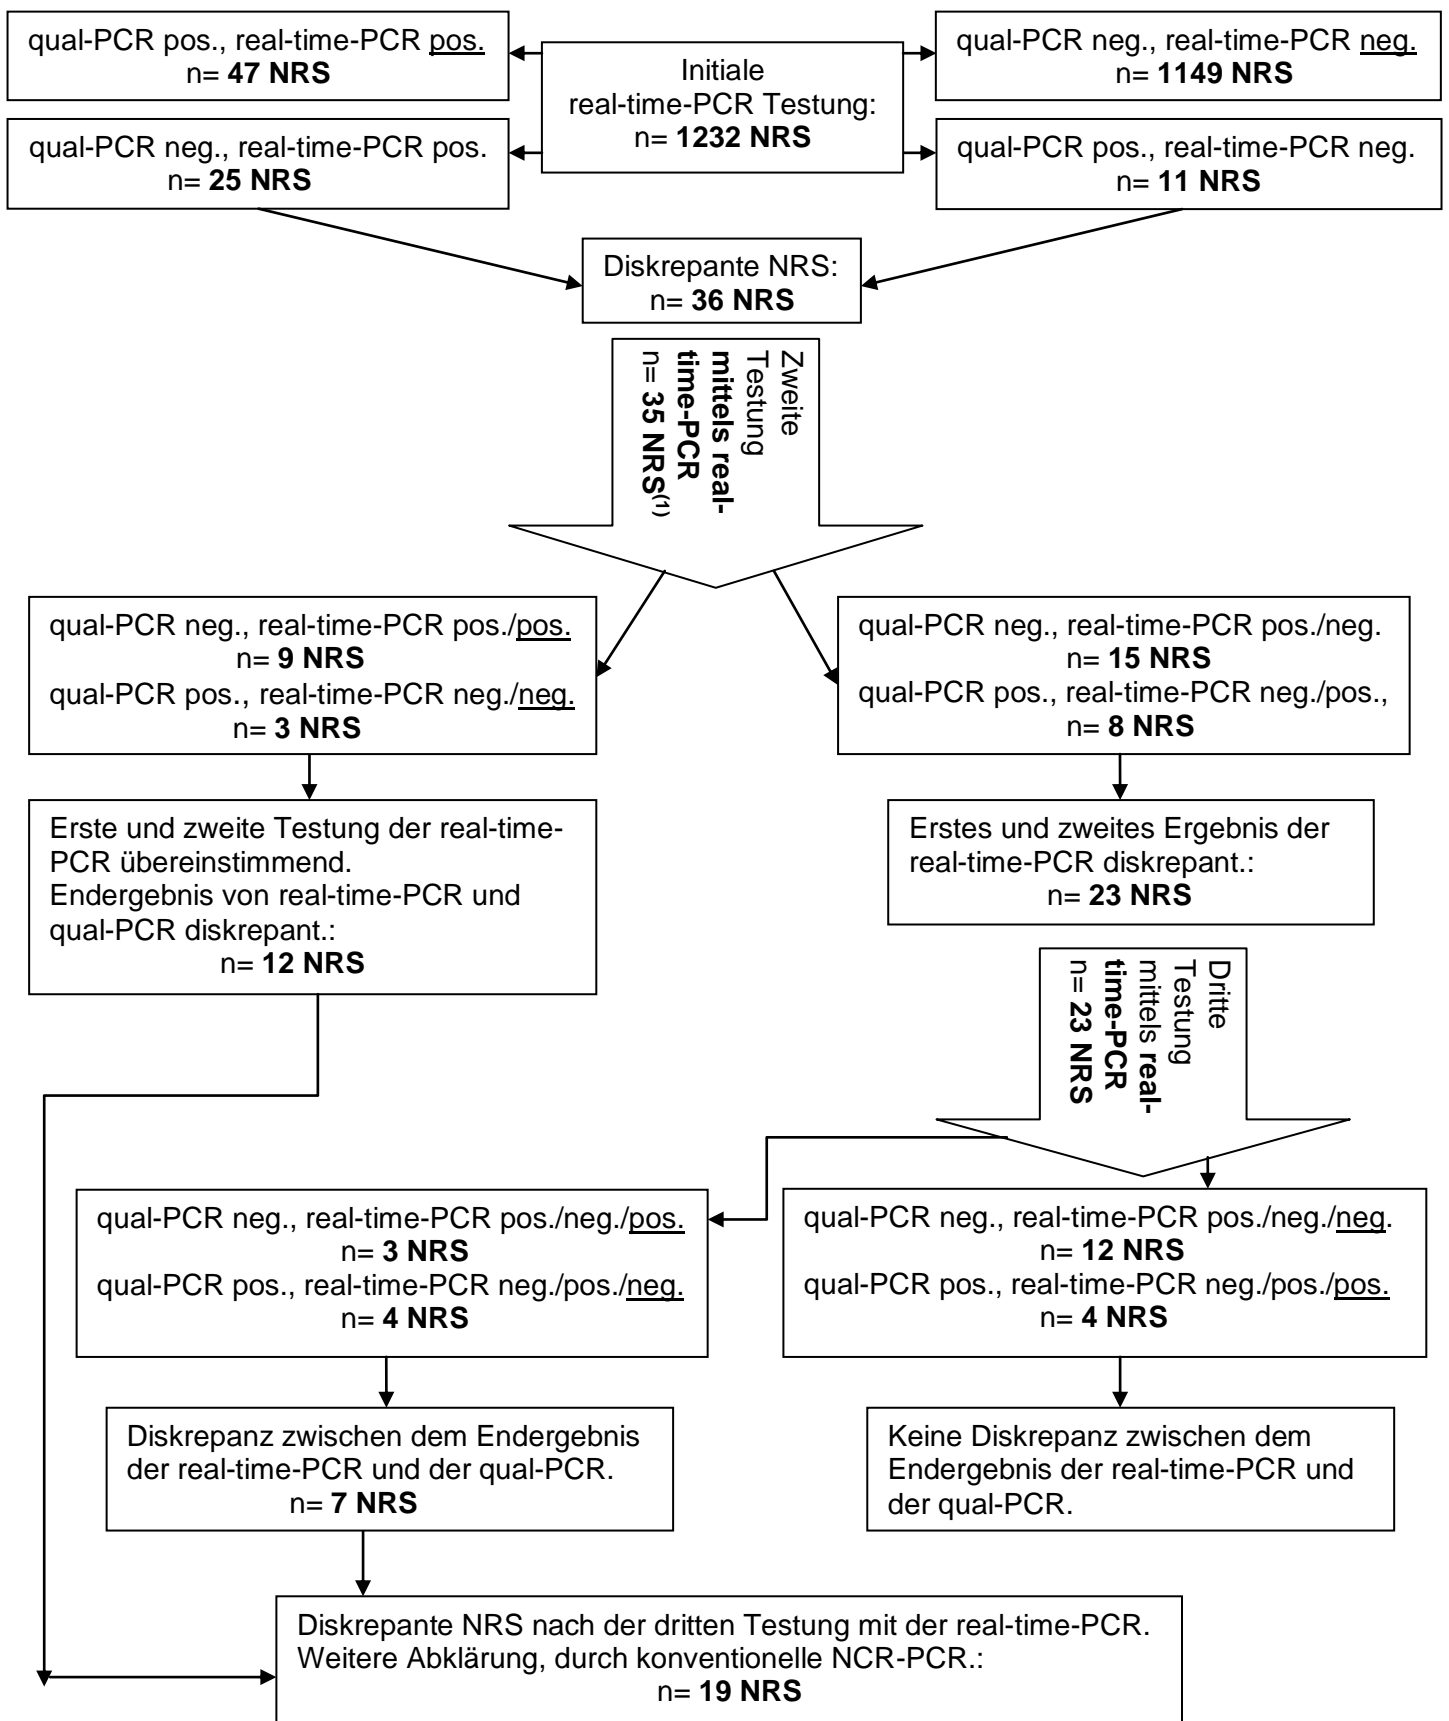 qual-PCR pos., real-time-PCR pos.
n= 47 NRS
Initiale
real-time-PCR Testung:
n= 1232 NRS
qual-PCR neg., real-time-PCR neg.
n= 1149 NRS
qual-PCR neg., real-time-PCR pos.
n= 25 NRS
qual-PCR pos., real-time-PCR neg.
n= 11 NRS
Diskrepante NRS:
n= 36 NRS
Zweite
Testung
mittels real-
time-PCR
n= 35 NRS(1)
qual-PCR neg., real-time-PCR pos./pos.
n= 9 NRS
qual-PCR pos., real-time-PCR neg./neg.
n= 3 NRS
qual-PCR neg., real-time-PCR pos./neg.
n= 15 NRS
qual-PCR pos., real-time-PCR neg./pos.,
n= 8 NRS
Erste und zweite Testung der real-time-
PCR übereinstimmend.
Endergebnis von real-time-PCR und
qual-PCR diskrepant.:
n= 12 NRS
Erstes und zweites Ergebnis der
real-time-PCR diskrepant.:
n= 23 NRS
Dritte
Testung
mittels real-
time-PCR
n= 23 NRS
qual-PCR neg., real-time-PCR pos./neg./pos.
n= 3 NRS
qual-PCR pos., real-time-PCR neg./pos./neg.
n= 4 NRS
qual-PCR neg., real-time-PCR pos./neg./neg.
n= 12 NRS
qual-PCR pos., real-time-PCR neg./pos./pos.
n= 4 NRS
Diskrepanz zwischen dem Endergebnis
der real-time-PCR und der qual-PCR.
n= 7 NRS
Keine Diskrepanz zwischen dem
Endergebnis der real-time-PCR und
der qual-PCR.
Diskrepante NRS nach der dritten Testung mit der real-time-PCR.
Weitere Abklärung, durch konventionelle NCR-PCR.:
n= 19 NRS